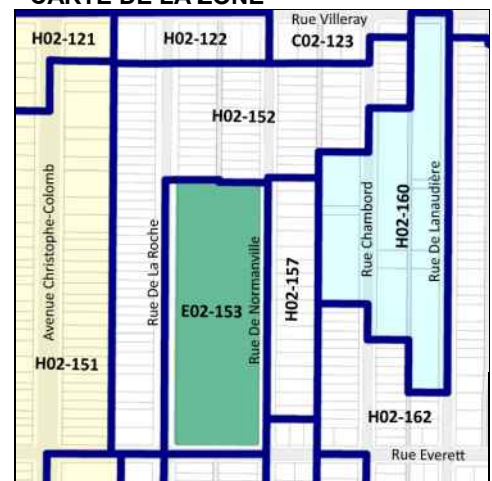 CARTE DE LA ZONE
Rue Villeray
H02-121
H02-122
C02-123
H02-152
Avenue Christophe-Colomb
Rue De La Roche
E02-153
Rue De Normanville
H02-157
Rue Chambord
H02-160
Rue De Lanaudière
H02-151
H02-162
Rue Everett